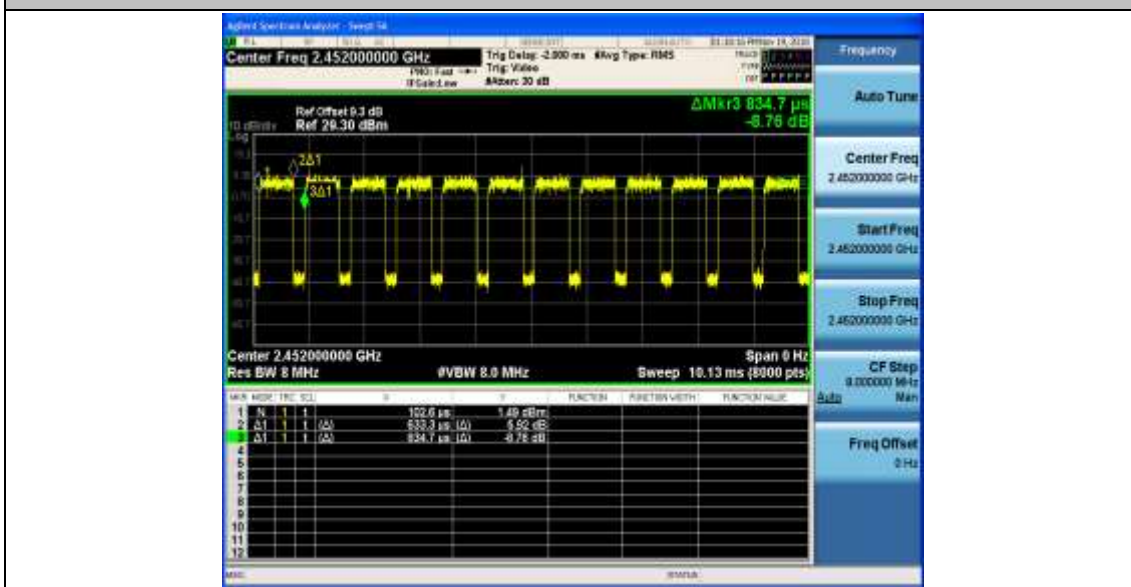 Agilent Spectrum Analyzer - Swept SA
Center Freq 2.452000000 GHz
PNO: Fast
IFGain:Low
Trig Delay: -2.000 ms
Trig: Video
#Atten: 30 dB
#Avg Type: RMS
Frequency
Auto Tune
Center Freq
2.452000000 GHz
Start Freq
2.452000000 GHz
Stop Freq
2.452000000 GHz
CF Step
8.000000 MHz
Auto Man
Freq Offset
0 Hz
ΔMkr3 834.7 µs
-8.76 dB
Ref Offset 9.3 dB
10 dB/div Ref 29.30 dBm
Log
2Δ1
3Δ1
Center 2.452000000 GHz Span 0 Hz
Res BW 8 MHz #VBW 8.0 MHz Sweep 10.13 ms (8000 pts)
MKR MODE TRC SCL X Y FUNCTION FUNCTION WIDTH FUNCTION VALUE
1 N 1 t 102.6 µs 1.49 dBm
2 Δ1 1 t (Δ) 633.3 µs (Δ) 5.92 dB
3 Δ1 1 t (Δ) 834.7 µs (Δ) -8.76 dB
4
5
6
7
8
9
10
11
12
MSG STATUS